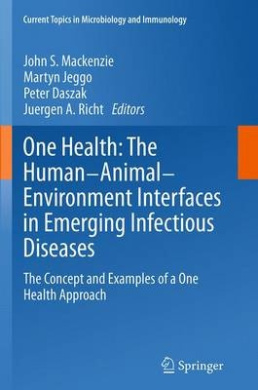 Current Topics in Microbiology and Immunology
John S. Mackenzie
Martyn Jeggo
Peter Daszak
Juergen A. Richt Editors
One Health: The
Human–Animal–
Environment Interfaces
in Emerging Infectious
Diseases
The Concept and Examples of a One
Health Approach
Springer